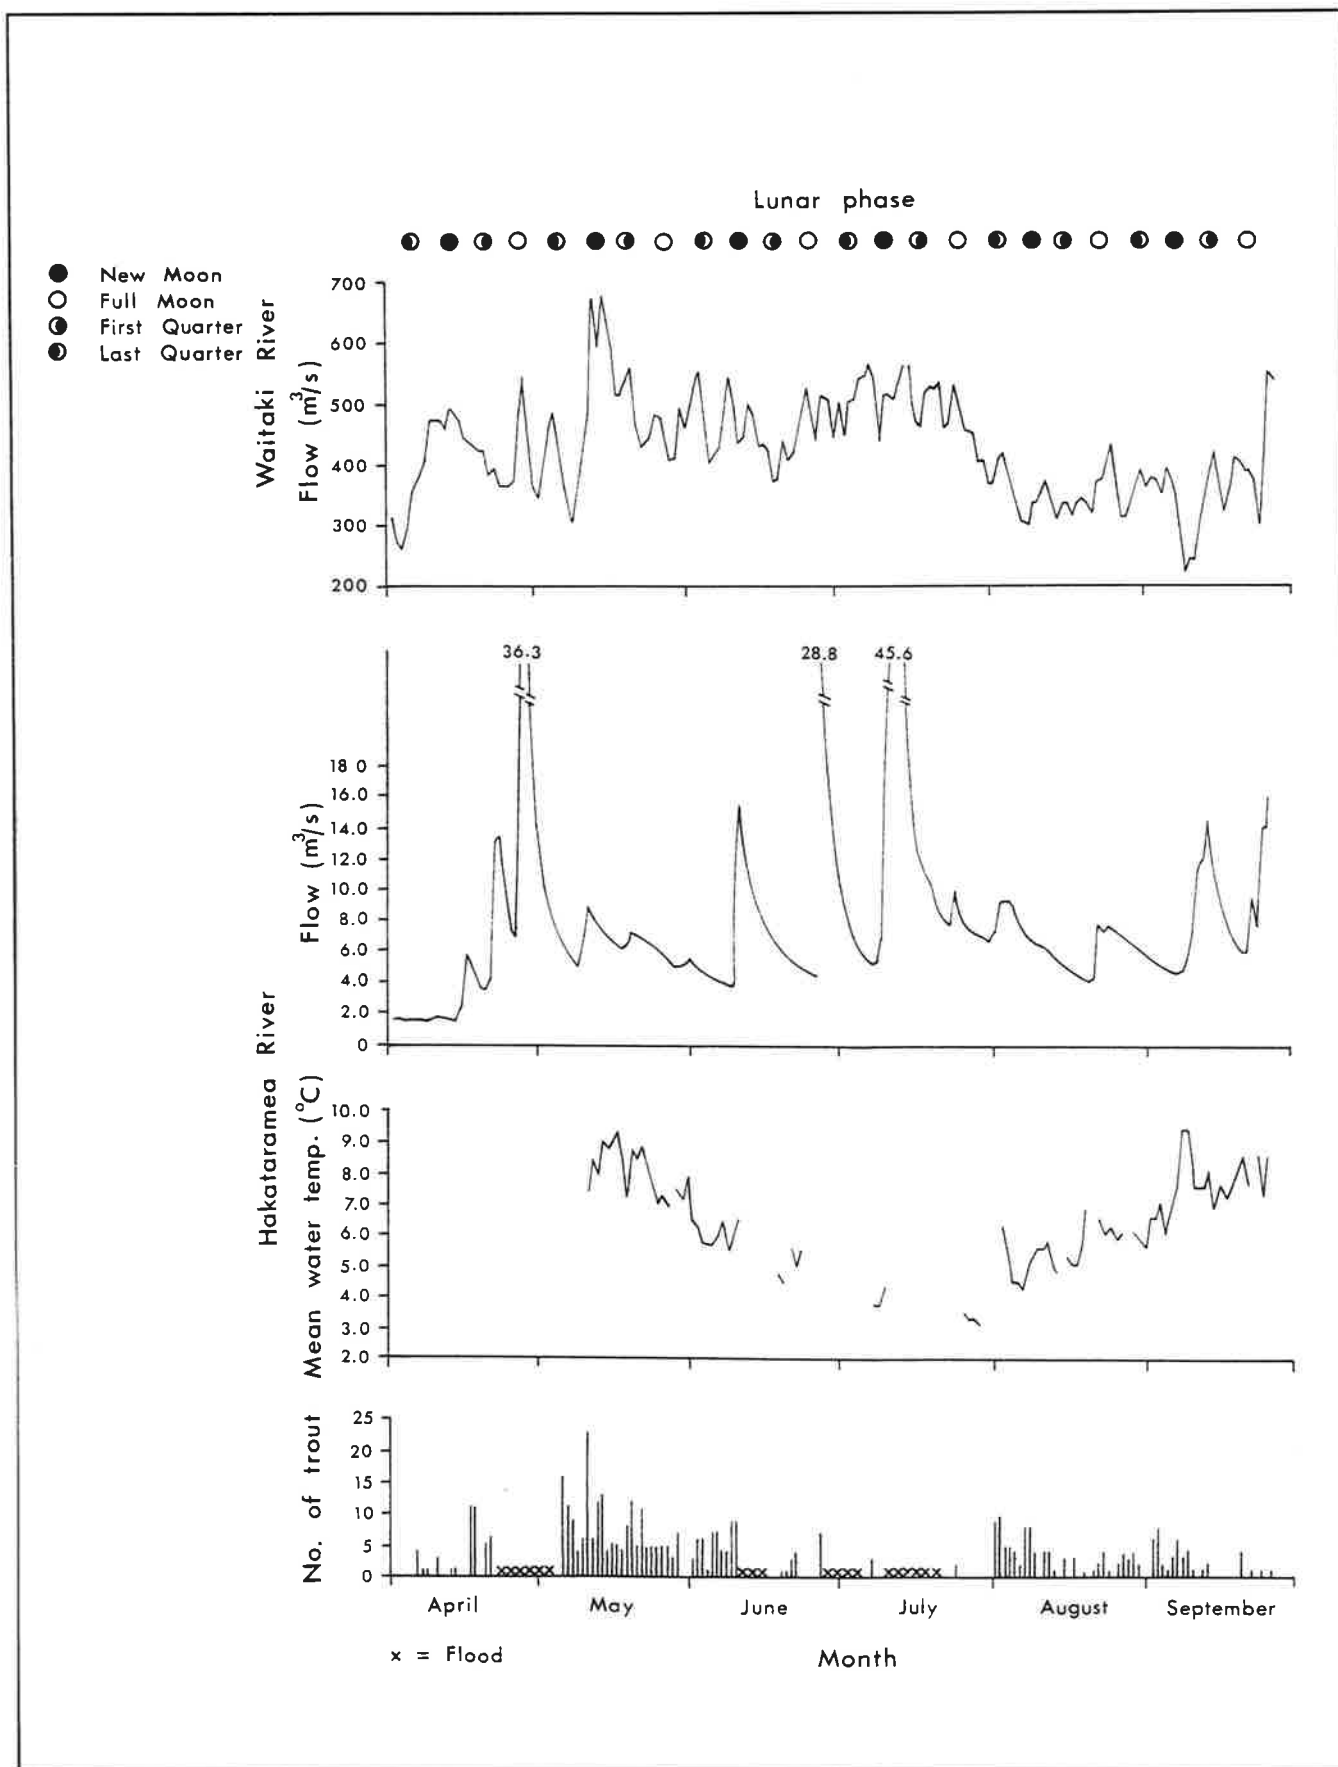 Lunar phase
New Moon
Full Moon
First Quarter
Last Quarter
Waitaki River
Flow (m³/s)
700
600
500
400
300
200
Hakataramea River
Flow (m³/s)
36.3
28.8
45.6
18 0
16.0
14.0
12.0
10.0
8.0
6.0
4.0
2.0
0
Mean water temp. (°C)
10.0
9.0
8.0
7.0
6.0
5.0
4.0
3.0
2.0
No. of trout
25
20
15
10
5
0
April May June July August September
x = Flood
Month